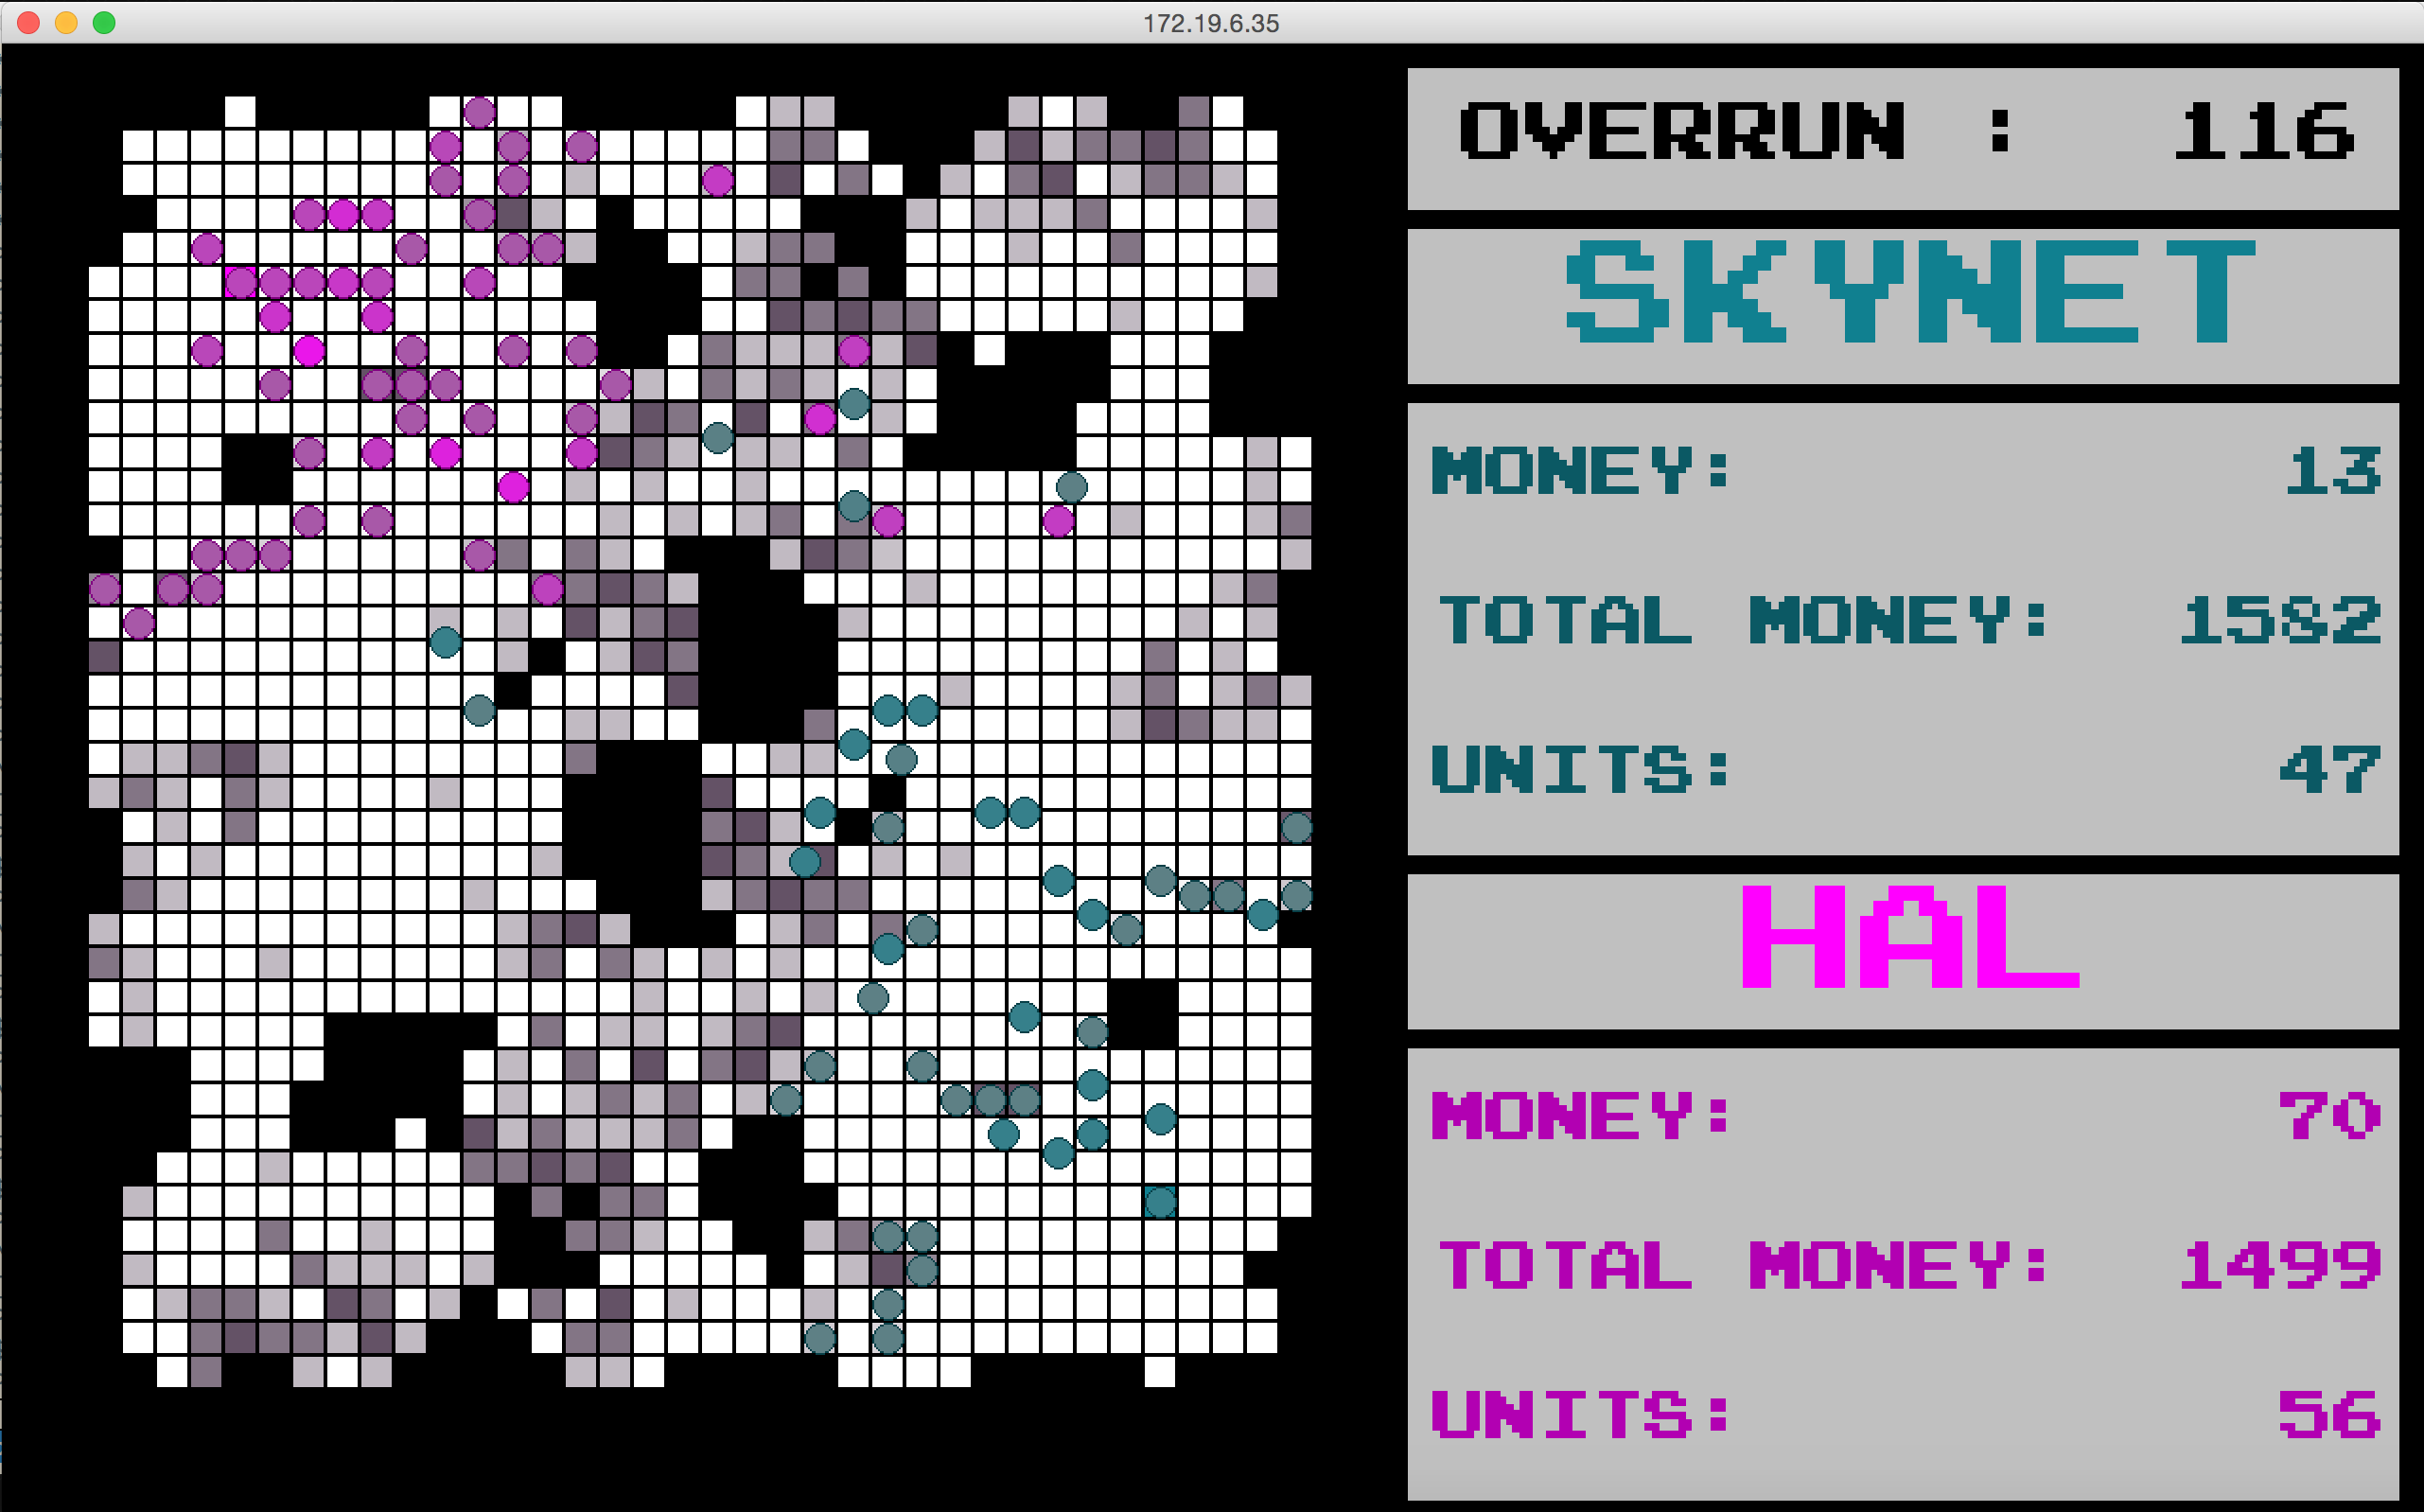 172.19.6.35
OVERRUN : 116
SKYNET
MONEY: 13
TOTAL MONEY: 1582
UNITS: 47
HAL
MONEY: 70
TOTAL MONEY: 1499
UNITS: 56